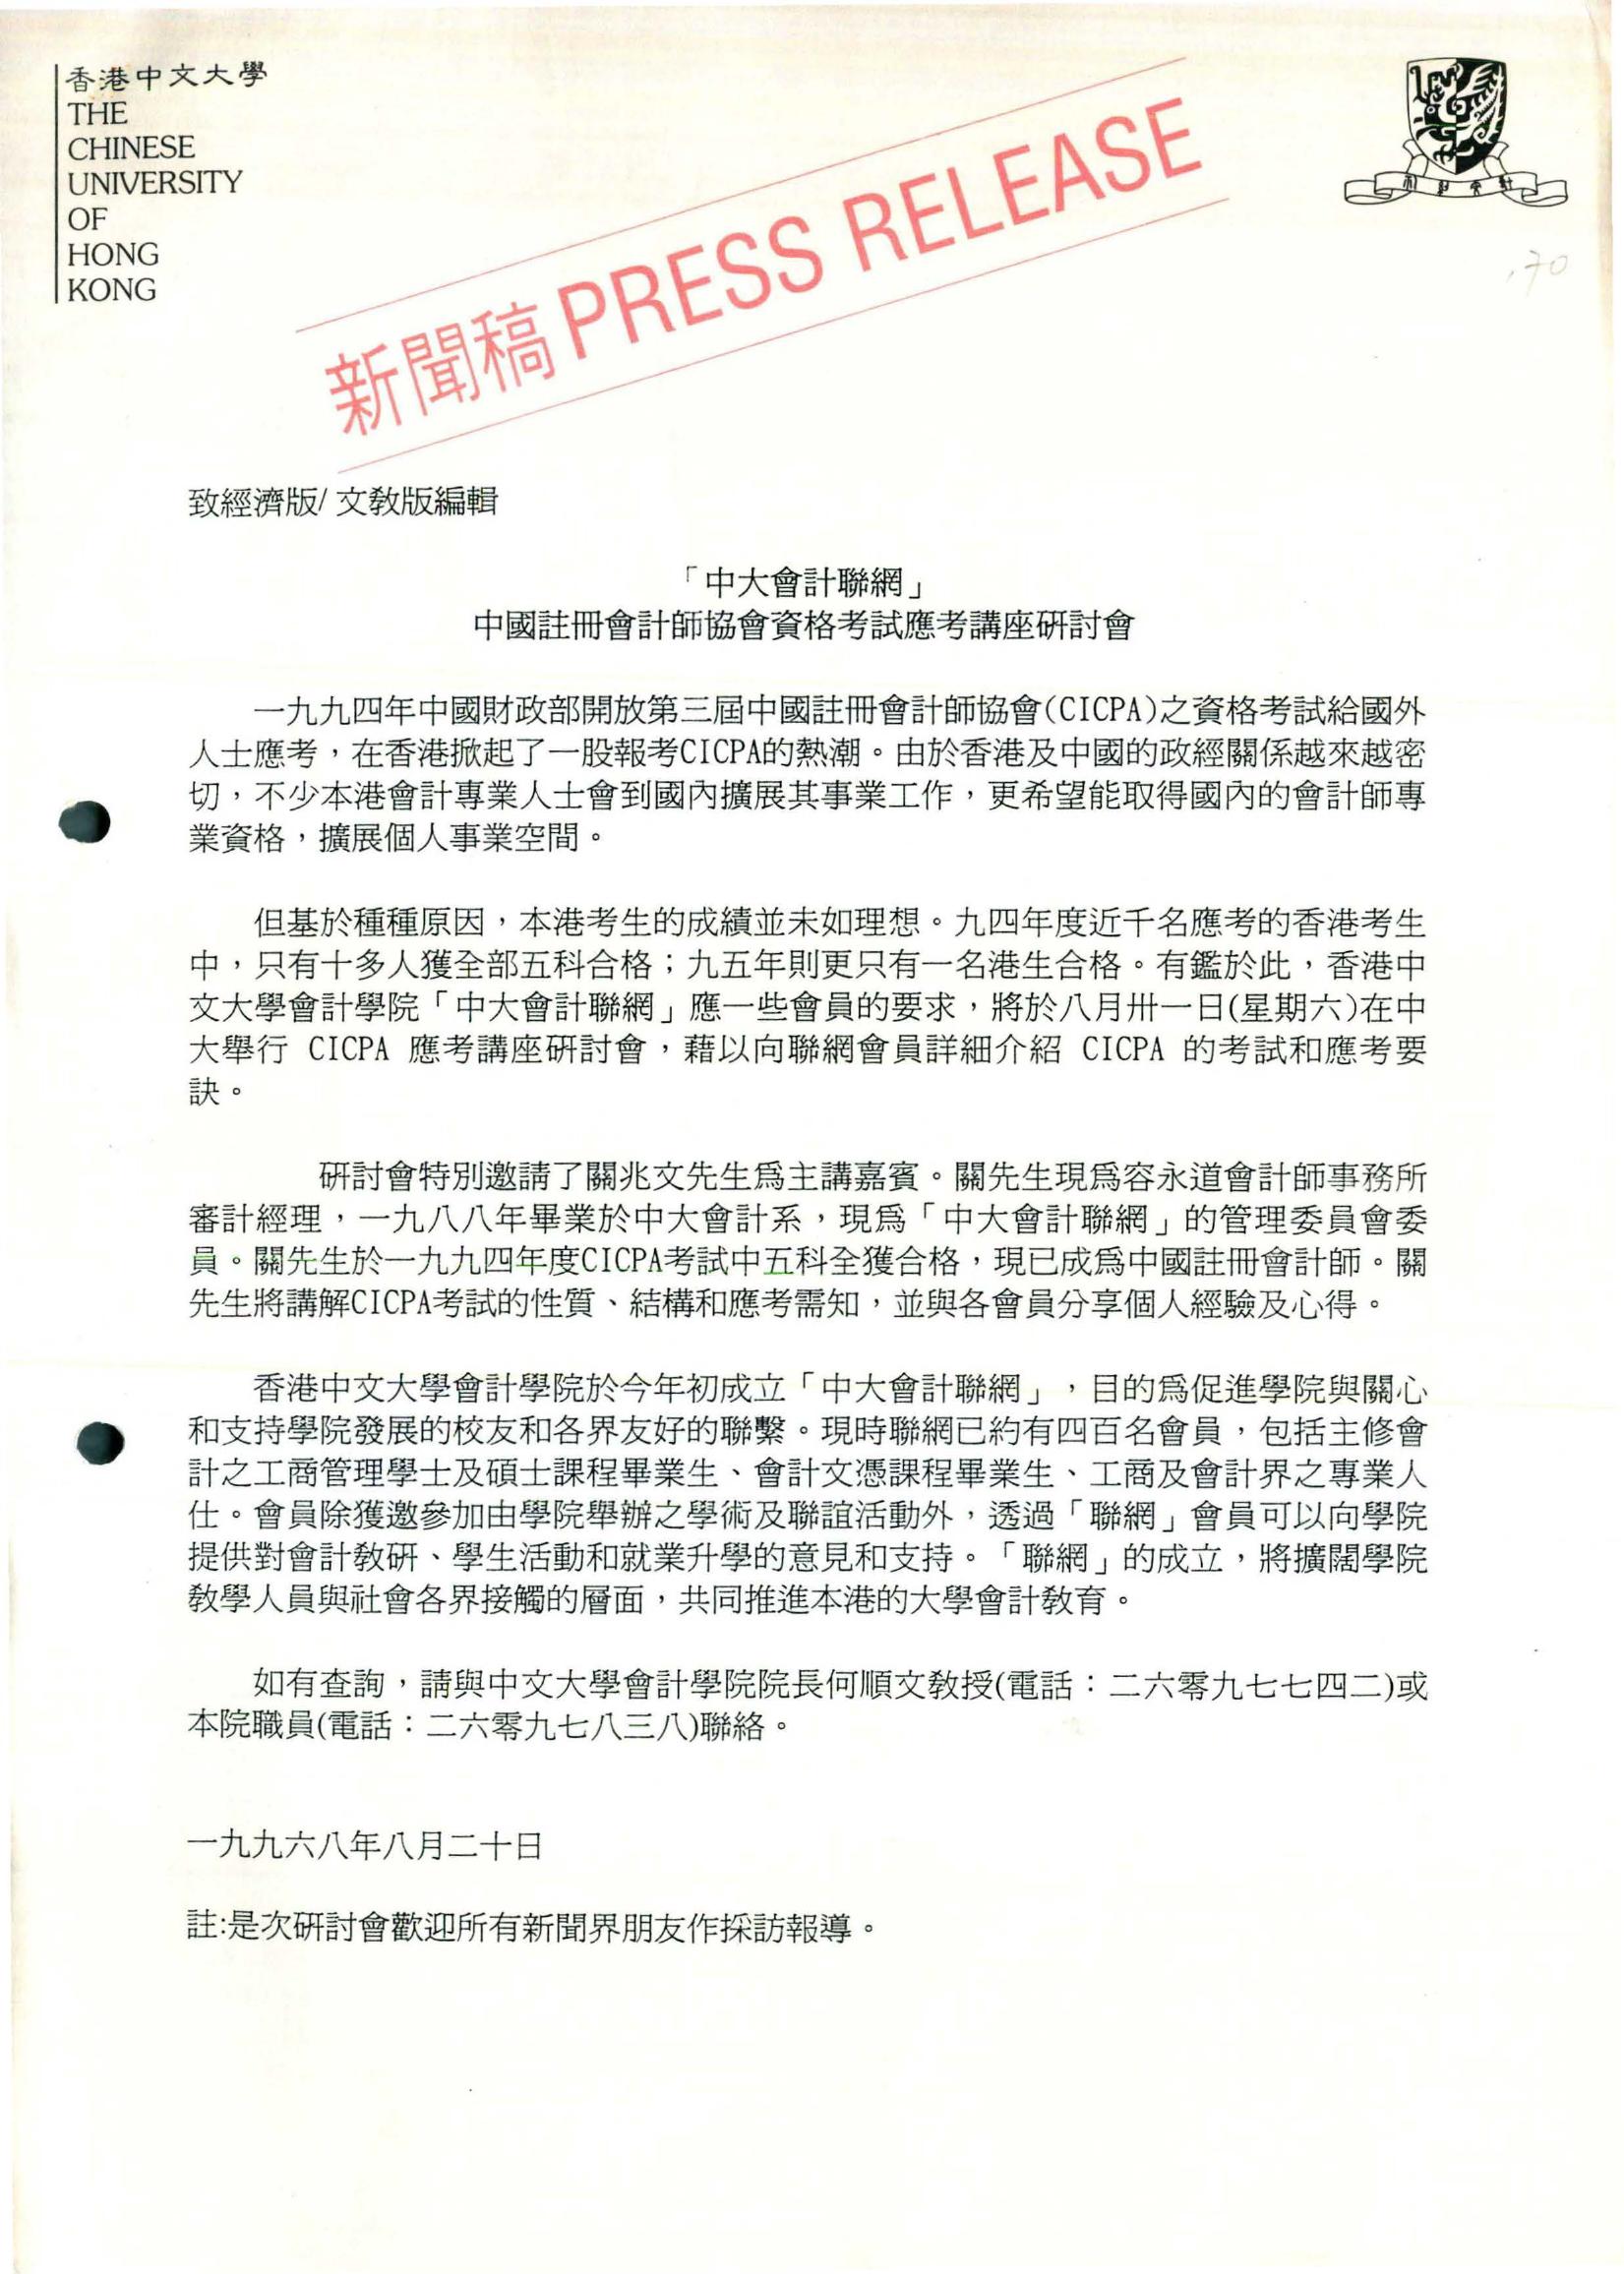 香港中文大學
THE
CHINESE
UNIVERSITY
OF
HONG
KONG
新聞稿 PRESS RELEASE
致經濟版/ 文教版編輯
「中大會計聯網」
中國註冊會計師協會資格考試應考講座研討會
一九九四年中國財政部開放第三屆中國註冊會計師協會(CICPA)之資格考試給國外
人士應考，在香港掀起了一股報考CICPA的熱潮。由於香港及中國的政經關係越來越密
切，不少本港會計專業人士會到國內擴展其事業工作，更希望能取得國內的會計師專
業資格，擴展個人事業空間。
但基於種種原因，本港考生的成績並未如理想。九四年度近千名應考的香港考生
中，只有十多人獲全部五科合格；九五年則更只有一名港生合格。有鑑於此，香港中
文大學會計學院「中大會計聯網」應一些會員的要求，將於八月卅一日(星期六)在中
大舉行 CICPA 應考講座研討會，藉以向聯網會員詳細介紹 CICPA 的考試和應考要
訣。
研討會特別邀請了關兆文先生爲主講嘉賓。關先生現爲容永道會計師事務所
審計經理，一九八八年畢業於中大會計系，現爲「中大會計聯網」的管理委員會委
員。關先生於一九九四年度CICPA考試中五科全獲合格，現已成爲中國註冊會計師。關
先生將講解CICPA考試的性質、結構和應考需知，並與各會員分享個人經驗及心得。
香港中文大學會計學院於今年初成立「中大會計聯網」，目的爲促進學院與關心
和支持學院發展的校友和各界友好的聯繫。現時聯網已約有四百名會員，包括主修會
計之工商管理學士及碩士課程畢業生、會計文憑課程畢業生、工商及會計界之專業人
仕。會員除獲邀參加由學院舉辦之學術及聯誼活動外，透過「聯網」會員可以向學院
提供對會計教研、學生活動和就業升學的意見和支持。「聯網」的成立，將擴闊學院
教學人員與社會各界接觸的層面，共同推進本港的大學會計教育。
如有查詢，請與中文大學會計學院院長何順文教授(電話：二六零九七七四二)或
本院職員(電話：二六零九七八三八)聯絡。
一九九六八年八月二十日
註:是次研討會歡迎所有新聞界朋友作採訪報導。